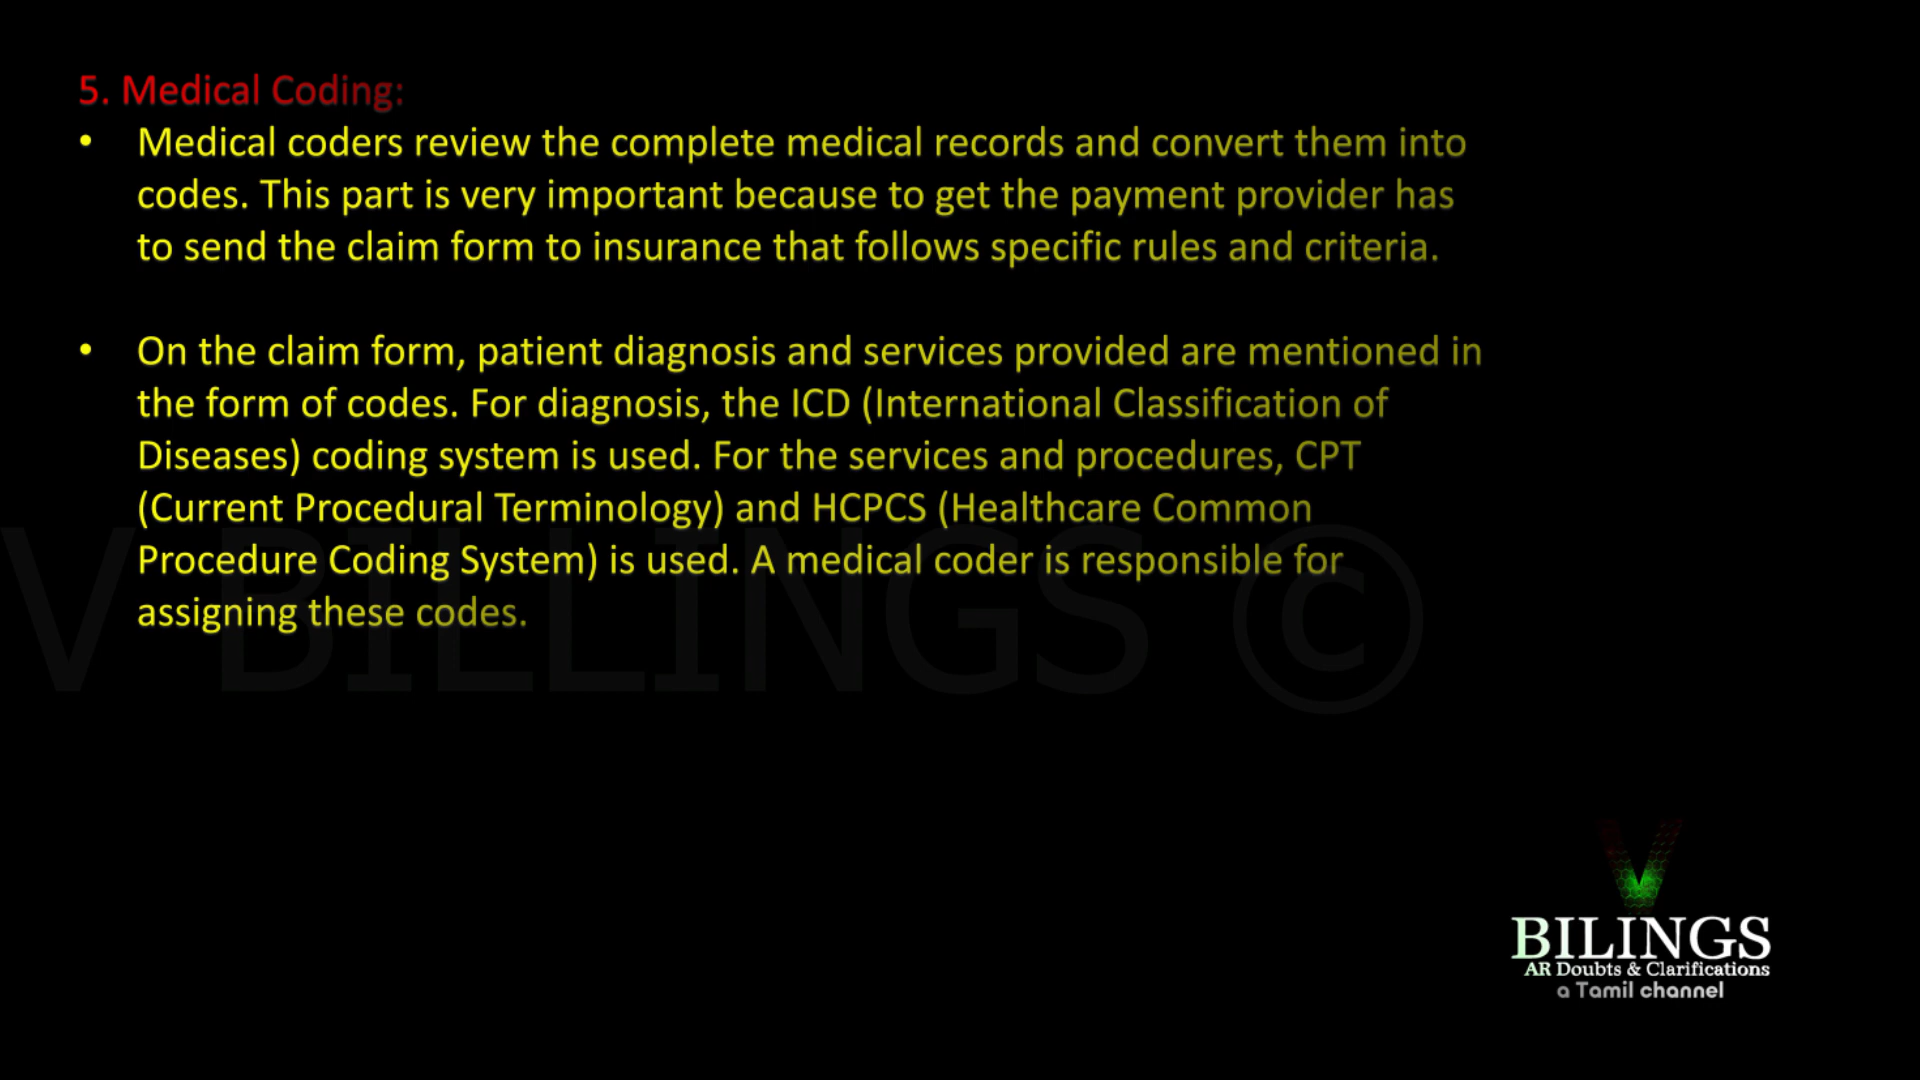 5. Medical Coding:
• Medical coders review the complete medical records and convert them into
codes. This part is very important because to get the payment provider has
to send the claim form to insurance that follows specific rules and criteria.
• On the claim form, patient diagnosis and services provided are mentioned in
the form of codes. For diagnosis, the ICD (International Classification of
Diseases) coding system is used. For the services and procedures, CPT
(Current Procedural Terminology) and HCPCS (Healthcare Common
Procedure Coding System) is used. A medical coder is responsible for
assigning these codes.
V BILLINGS ©
V
BILINGS
AR Doubts & Clarifications
a Tamil channel